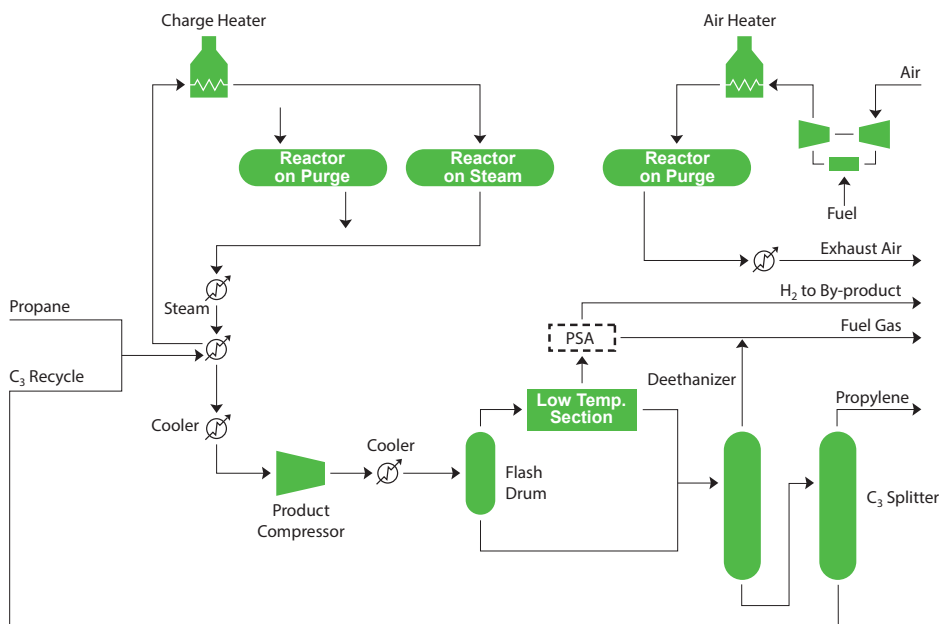 Charge Heater
Air Heater
Air
Reactor
on Purge
Reactor
on Steam
Reactor
on Purge
Fuel
Exhaust Air
Steam
H₂ to By-product
Propane
PSA
Fuel Gas
C₃ Recycle
Deethanizer
Low Temp.
Section
Propylene
Cooler
Cooler
Flash
Drum
C₃ Splitter
Product
Compressor